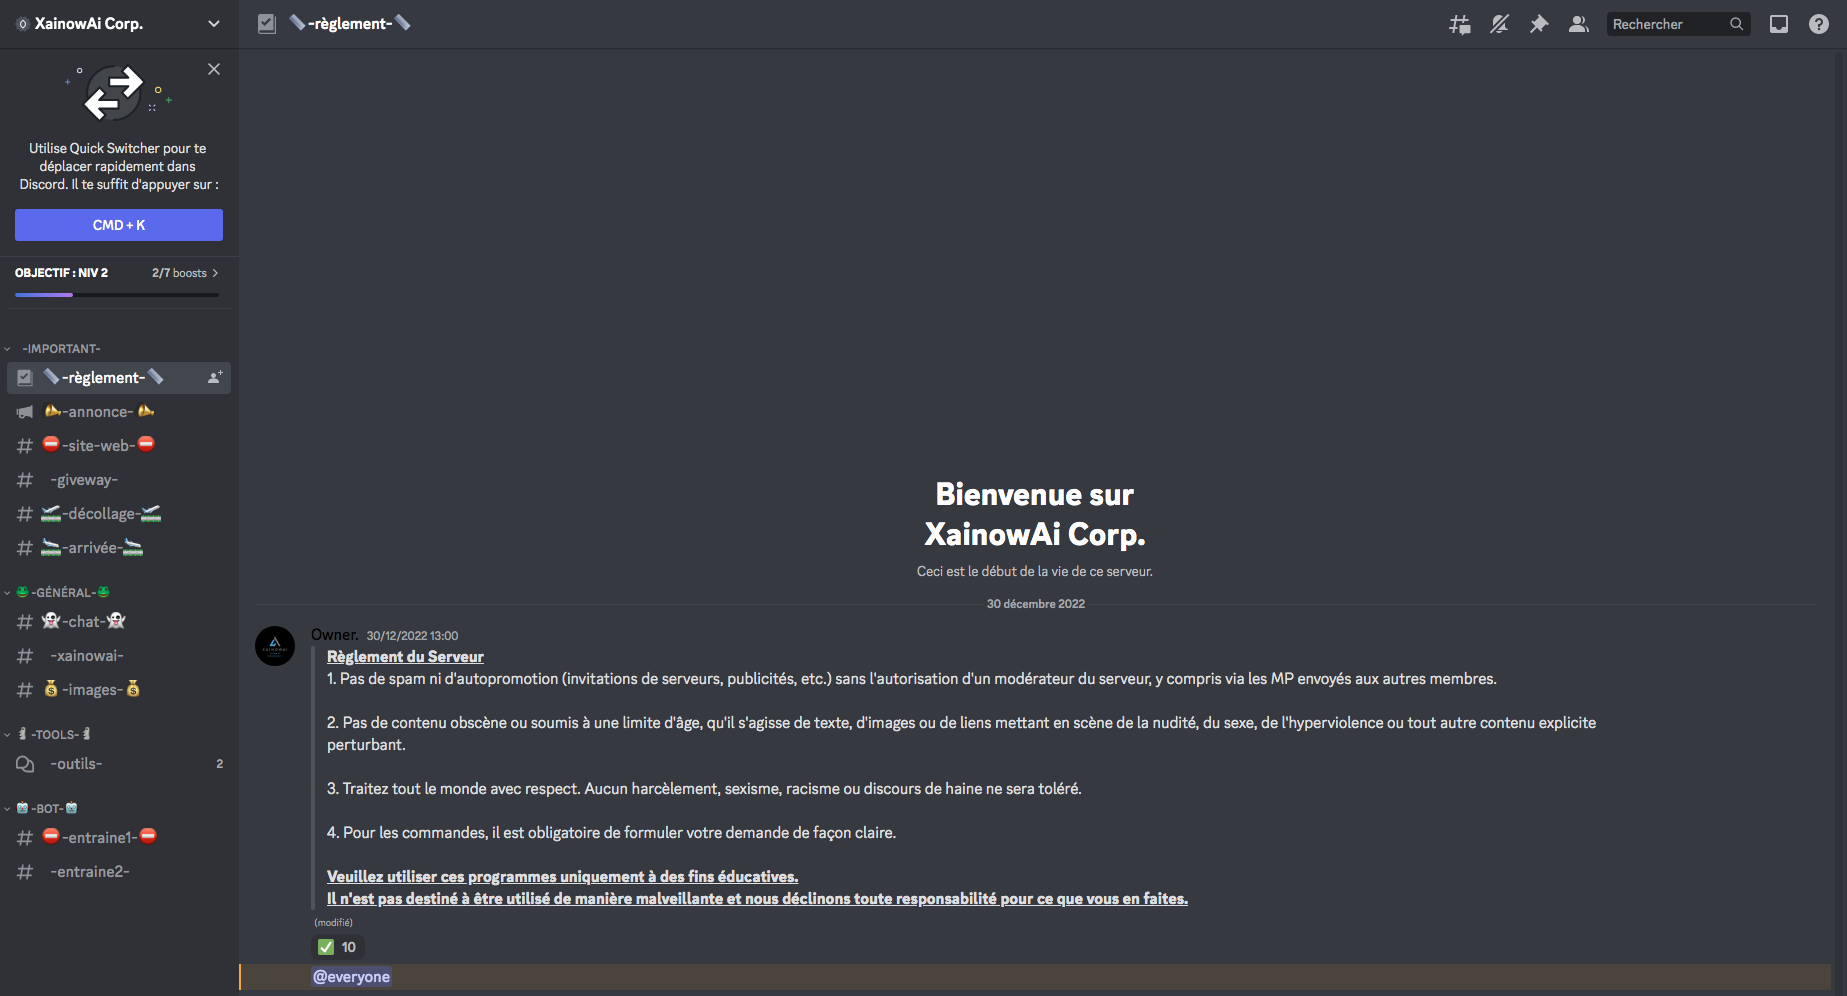 XainowAi Corp.
Utilise Quick Switcher pour te
déplacer rapidement dans
Discord. Il te suffit d'appuyer sur :
CMD + K
OBJECTIF : NIV 2 2/7 boosts
-IMPORTANT-
-règlement-
-annonce-
-site-web-
-giveway-
-décollage-
-arrivée-
-GÉNÉRAL-
-chat-
-xainowai-
-images-
-TOOLS-
-outils- 2
-BOT-
-entraine1-
-entraine2-
-règlement-
Rechercher
Bienvenue sur
XainowAi Corp.
Ceci est le début de la vie de ce serveur.
30 décembre 2022
Owner. 30/12/2022 13:00
Règlement du Serveur
1. Pas de spam ni d'autopromotion (invitations de serveurs, publicités, etc.) sans l'autorisation d'un modérateur du serveur, y compris via les MP envoyés aux autres membres.
2. Pas de contenu obscène ou soumis à une limite d'âge, qu'il s'agisse de texte, d'images ou de liens mettant en scène de la nudité, du sexe, de l'hyperviolence ou tout autre contenu explicite
perturbant.
3. Traitez tout le monde avec respect. Aucun harcèlement, sexisme, racisme ou discours de haine ne sera toléré.
4. Pour les commandes, il est obligatoire de formuler votre demande de façon claire.
Veuillez utiliser ces programmes uniquement à des fins éducatives.
Il n'est pas destiné à être utilisé de manière malveillante et nous déclinons toute responsabilité pour ce que vous en faites.
(modifié)
10
@everyone